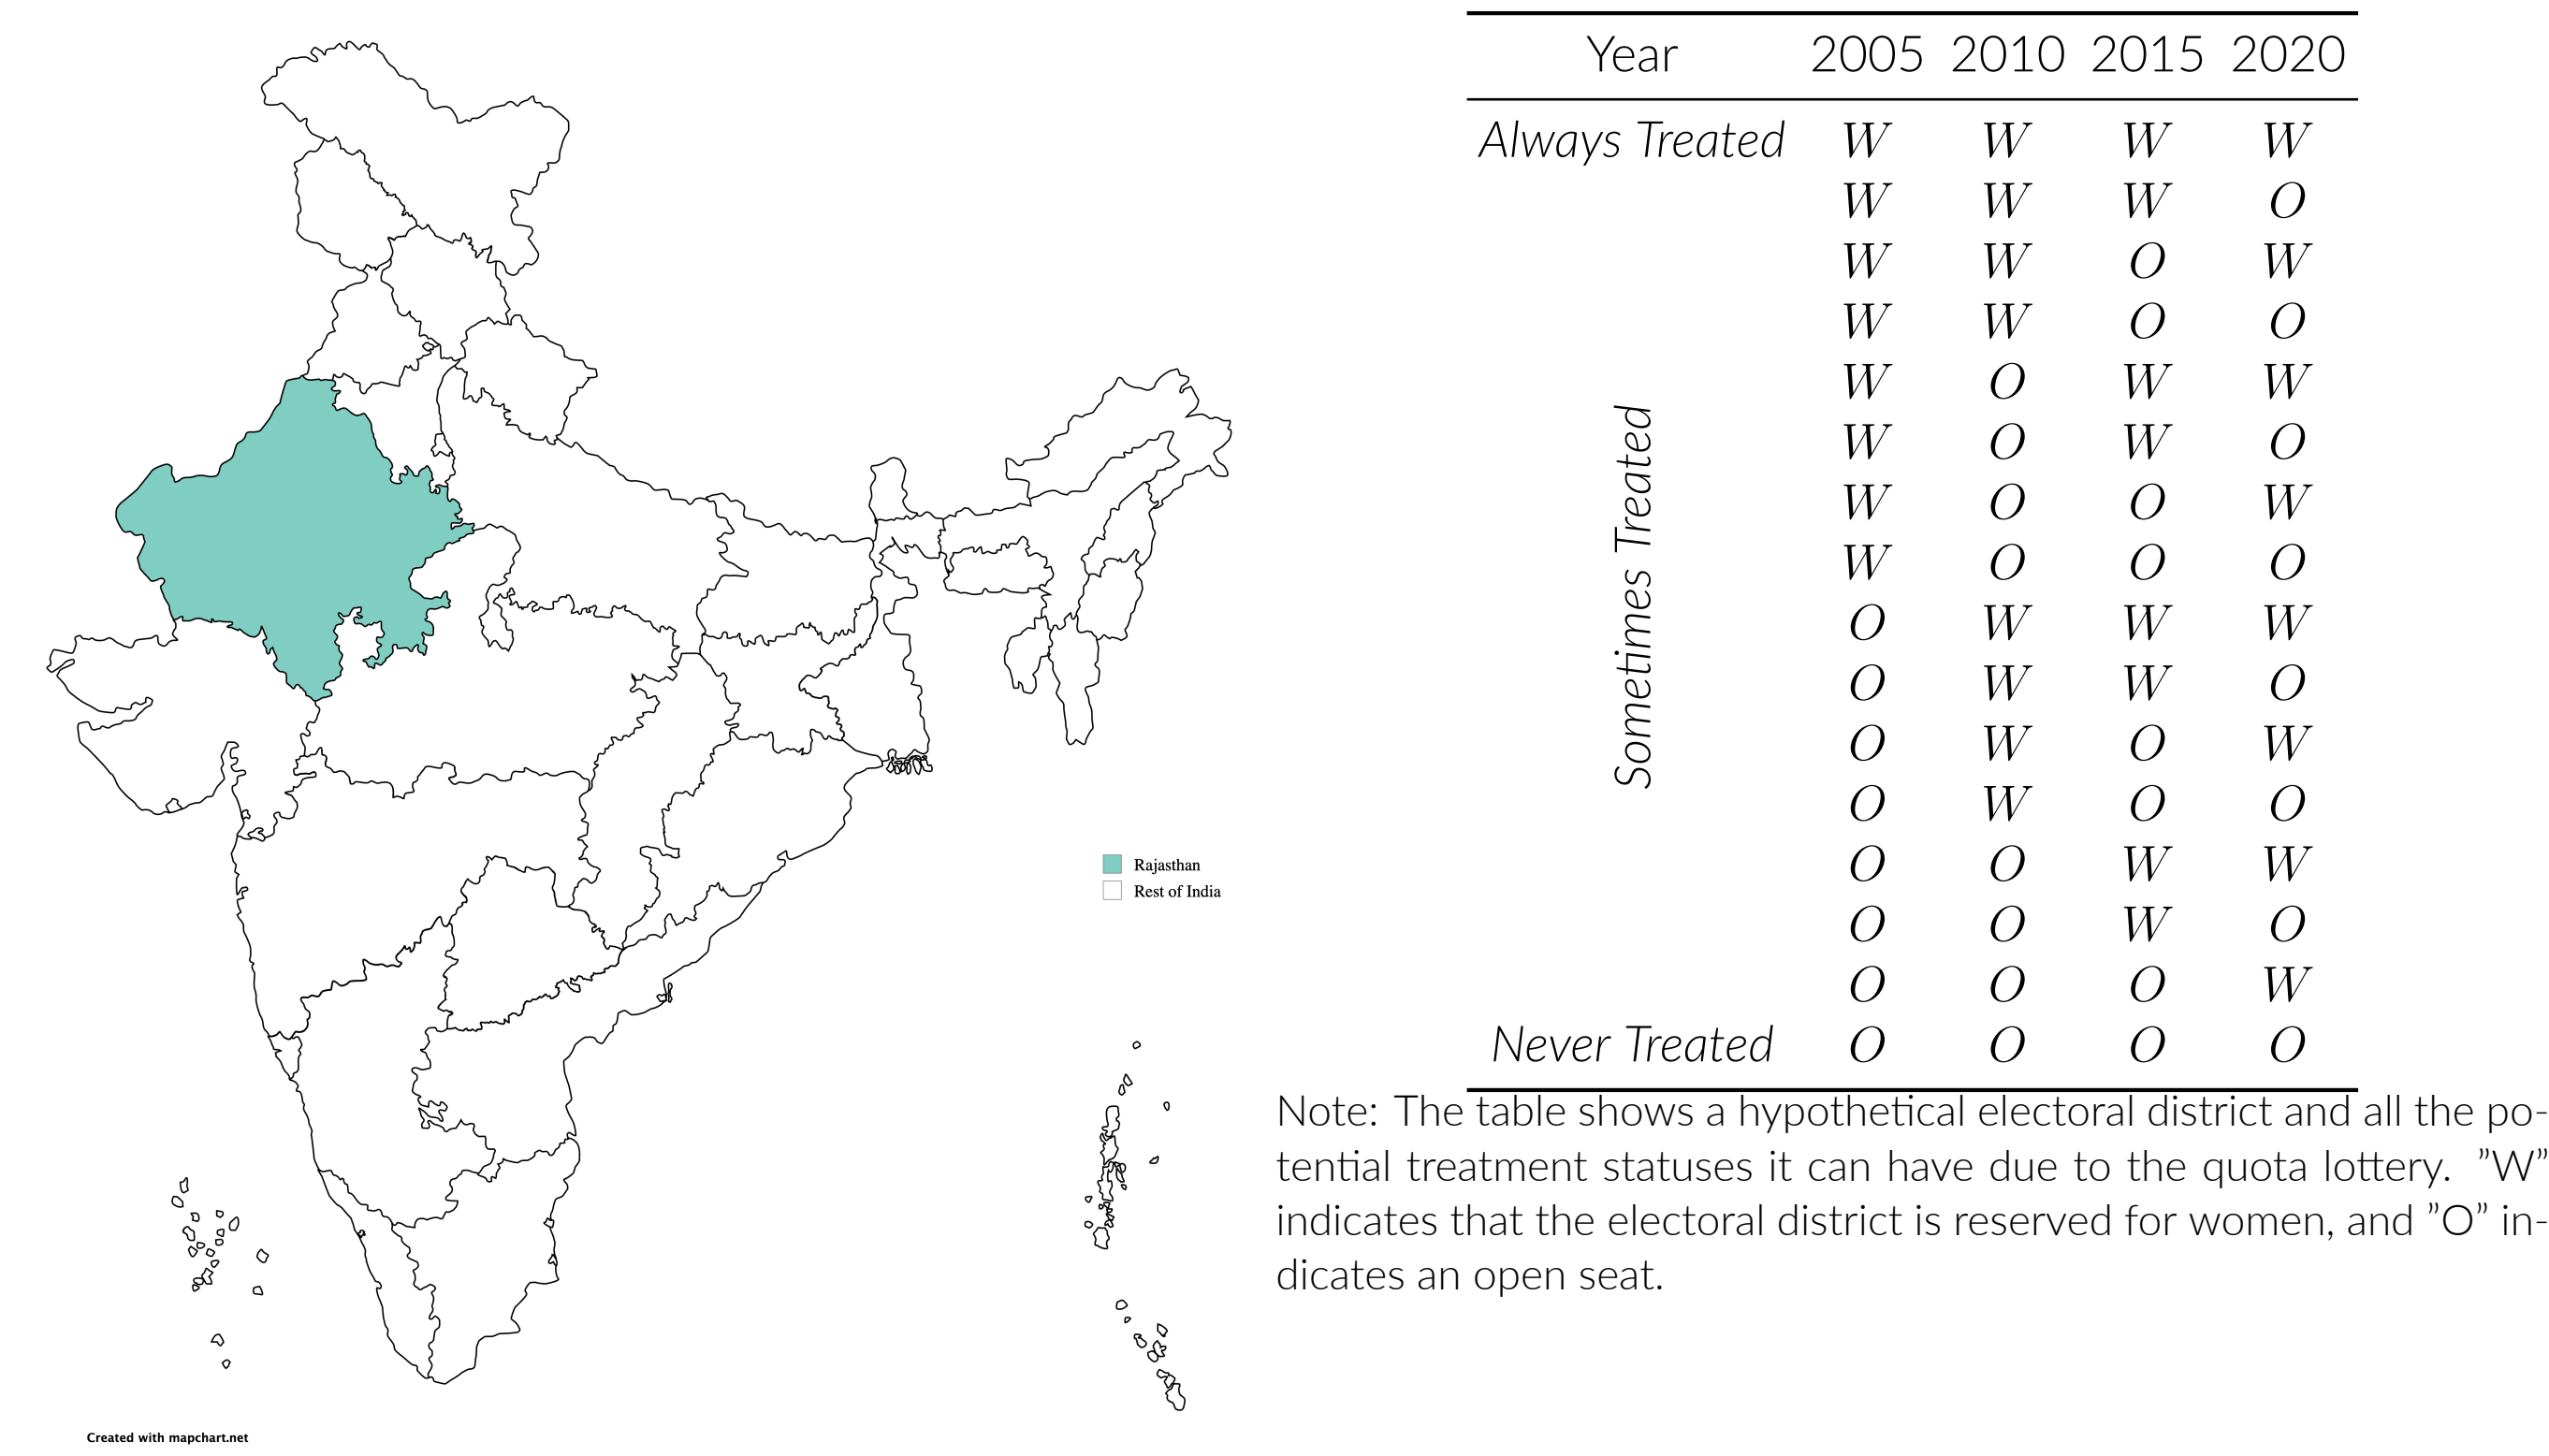 Rajasthan
Rest of India
Created with mapchart.net
Year 2005 2010 2015 2020
Always Treated W W W W
W W W O
W W O W
W W O O
W O W W
W O W O
W O O W
W O O O
Sometimes Treated
O W W W
O W W O
O W O W
O W O O
O O W W
O O W O
O O O W
Never Treated O O O O
Note: The table shows a hypothetical electoral district and all the po-
tential treatment statuses it can have due to the quota lottery. ”W”
indicates that the electoral district is reserved for women, and ”O” in-
dicates an open seat.